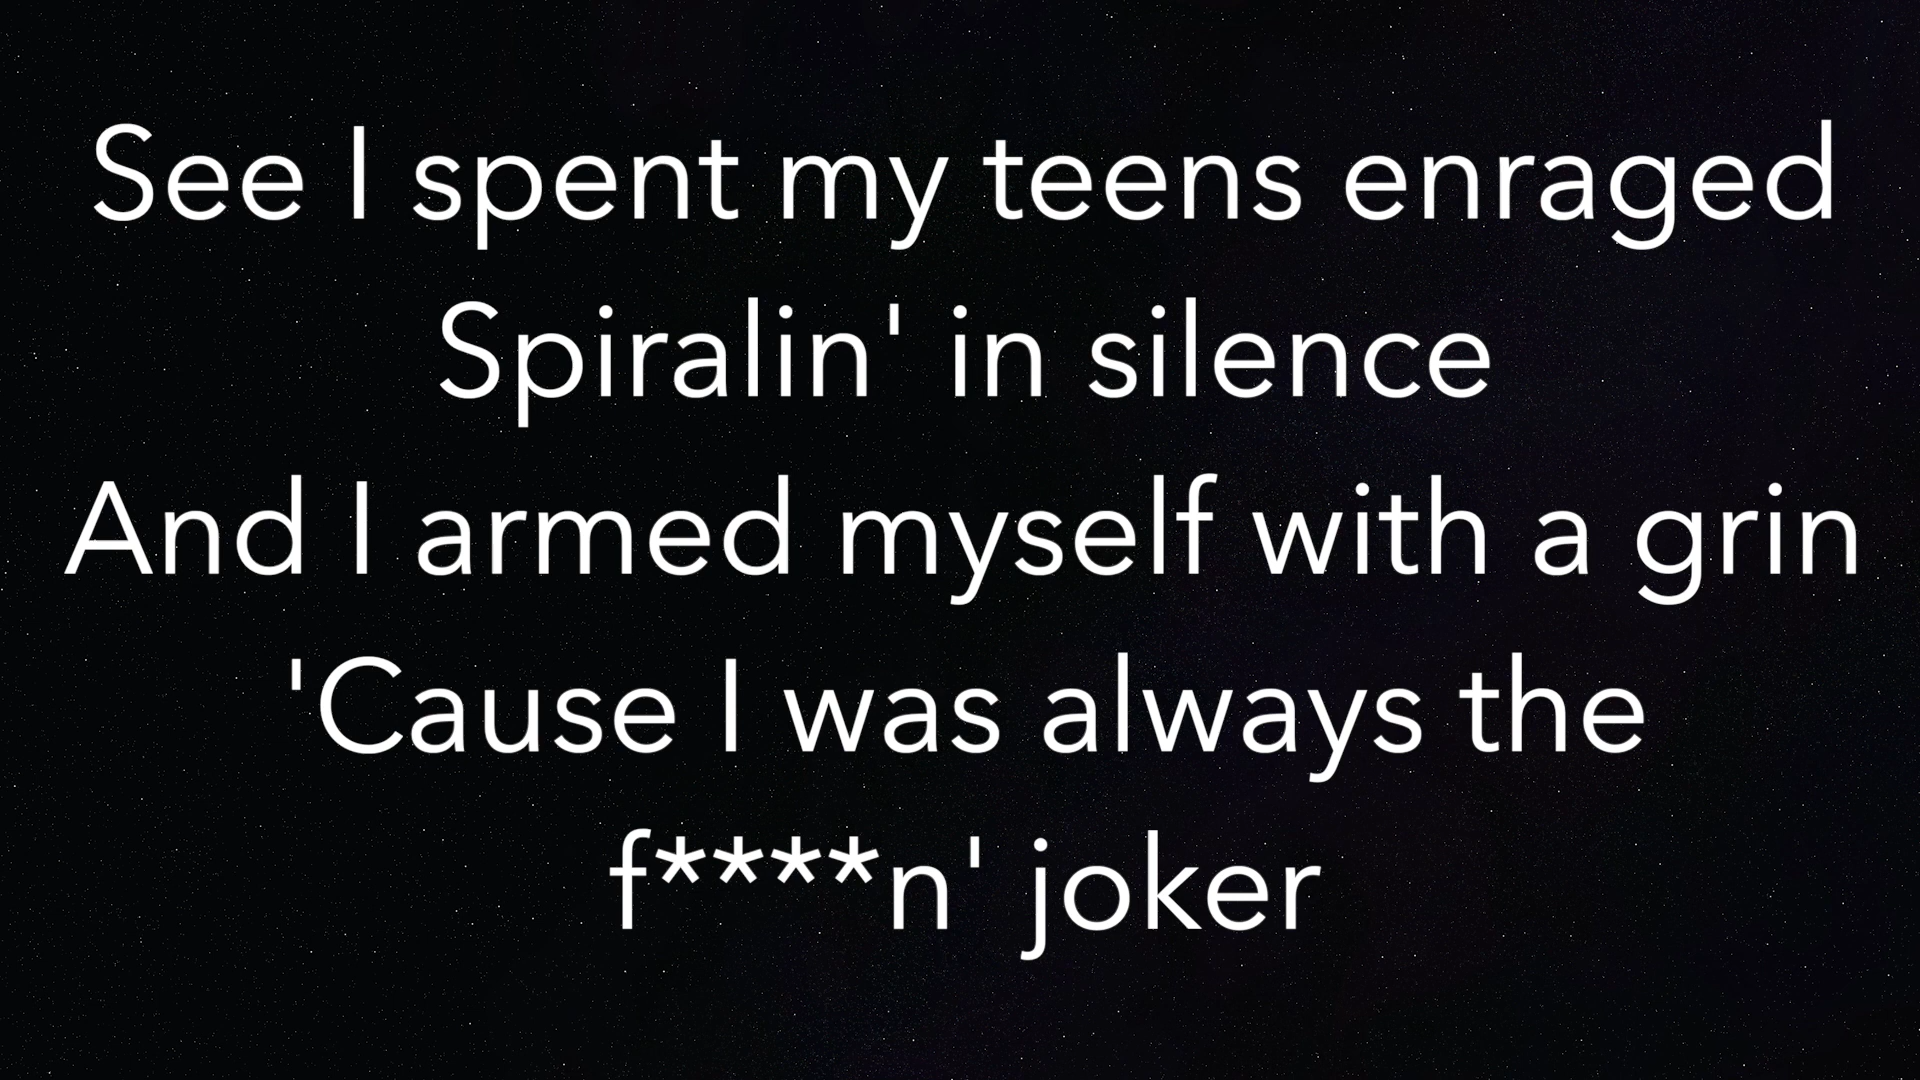 See I spent my teens enraged
Spiralin' in silence
And I armed myself with a grin
'Cause I was always the
f****n' joker